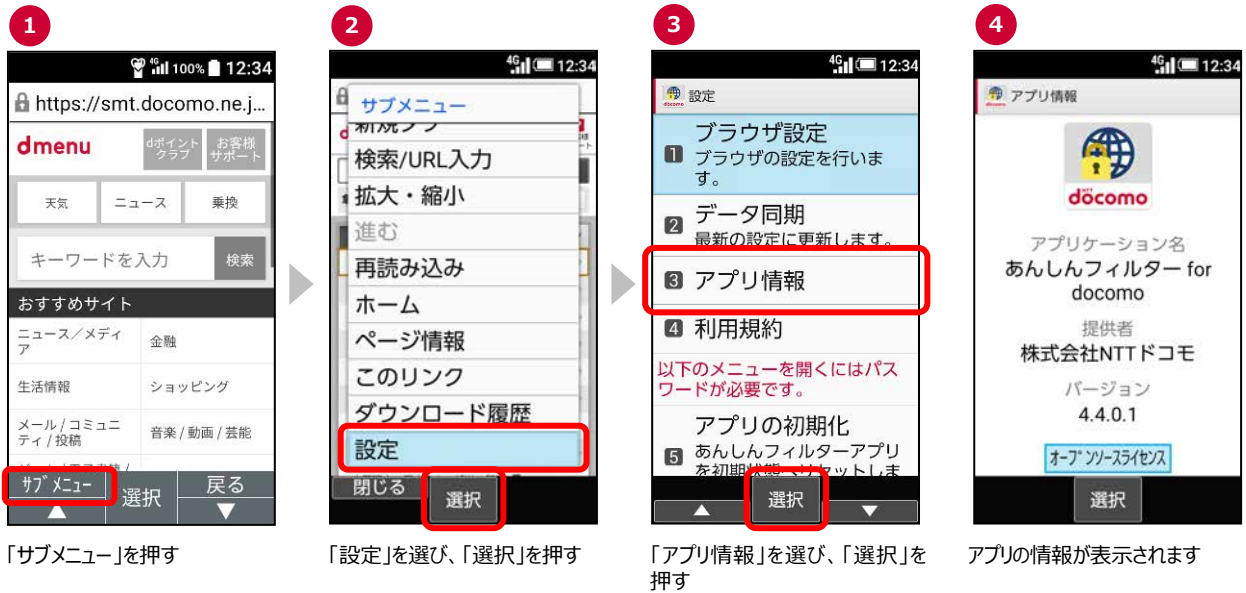 1
100% 12:34
https://smt.docomo.ne.j...
dmenu
dポイント
クラブ
お客様
サポート
天気
ニュース
乗換
キーワードを入力
検索
おすすめサイト
ニュース／メディ
ア
金融
生活情報
ショッピング
メール / コミュニ
ティ / 投稿
音楽 / 動画 / 芸能
サブメニュー
選択
戻る
「サブメニュー」を押す
2
4G 12:34
サブメニュー
検索/URL入力
拡大・縮小
進む
再読み込み
ホーム
ページ情報
このリンク
ダウンロード履歴
設定
閉じる
選択
「設定」を選び、「選択」を押す
3
4G 12:34
設定
1
ブラウザ設定
ブラウザの設定を行いま
す。
2
データ同期
最新の設定に更新します。
3 アプリ情報
4 利用規約
以下のメニューを開くにはパス
ワードが必要です。
5
アプリの初期化
あんしんフィルターアプリ
を初期状態へリセットしま
選択
「アプリ情報」を選び、「選択」を
押す
4
4G 12:34
アプリ情報
NTT
döcomo
アプリケーション名
あんしんフィルター for
docomo
提供者
株式会社NTTドコモ
バージョン
4.4.0.1
オープンソースライセンス
選択
アプリの情報が表示されます